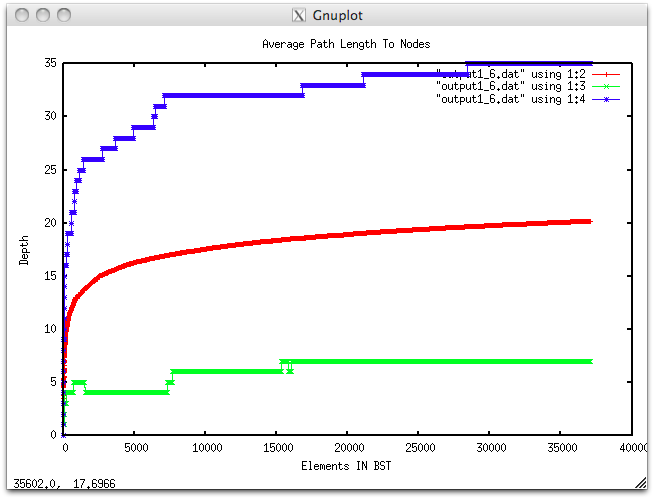 Gnuplot
Average Path Length To Nodes
"output1_6.dat" using 1:2
"output1_6.dat" using 1:3
"output1_6.dat" using 1:4
35
30
25
20
15
10
5
0
Depth
0 5000 10000 15000 20000 25000 30000 35000 40000
Elements IN BST
35602.0, 17.6966